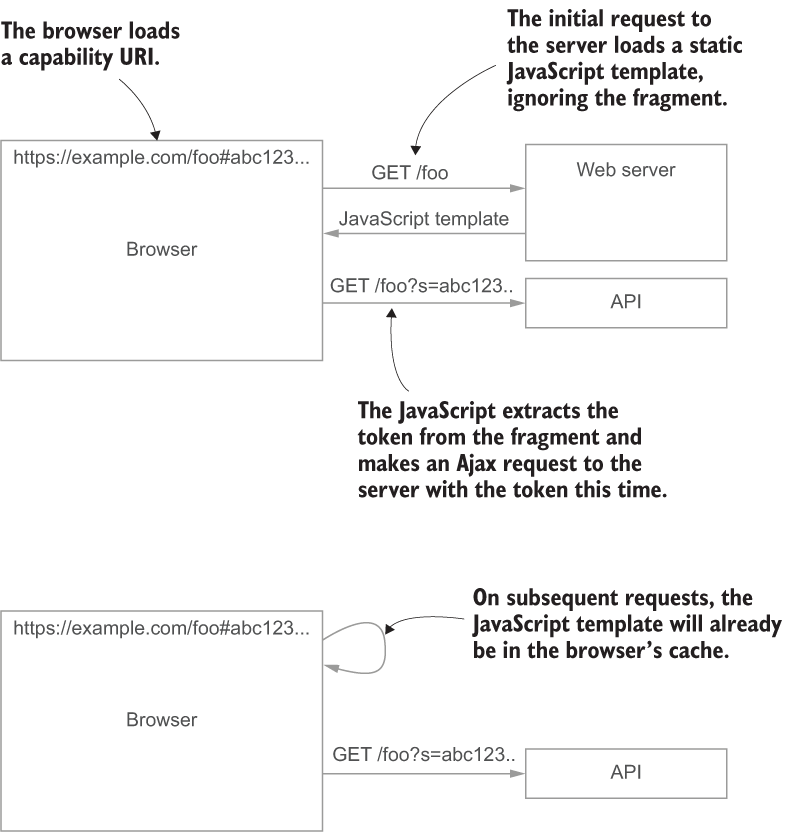 The browser loads
a capability URI.
The initial request to
the server loads a static
JavaScript template,
ignoring the fragment.
https://example.com/foo#abc123...
GET /foo
Web server
JavaScript template
Browser
GET /foo?s=abc123..
API
The JavaScript extracts the
token from the fragment and
makes an Ajax request to the
server with the token this time.
On subsequent requests, the
JavaScript template will already
be in the browser’s cache.
https://example.com/foo#abc123...
Browser
GET /foo?s=abc123..
API